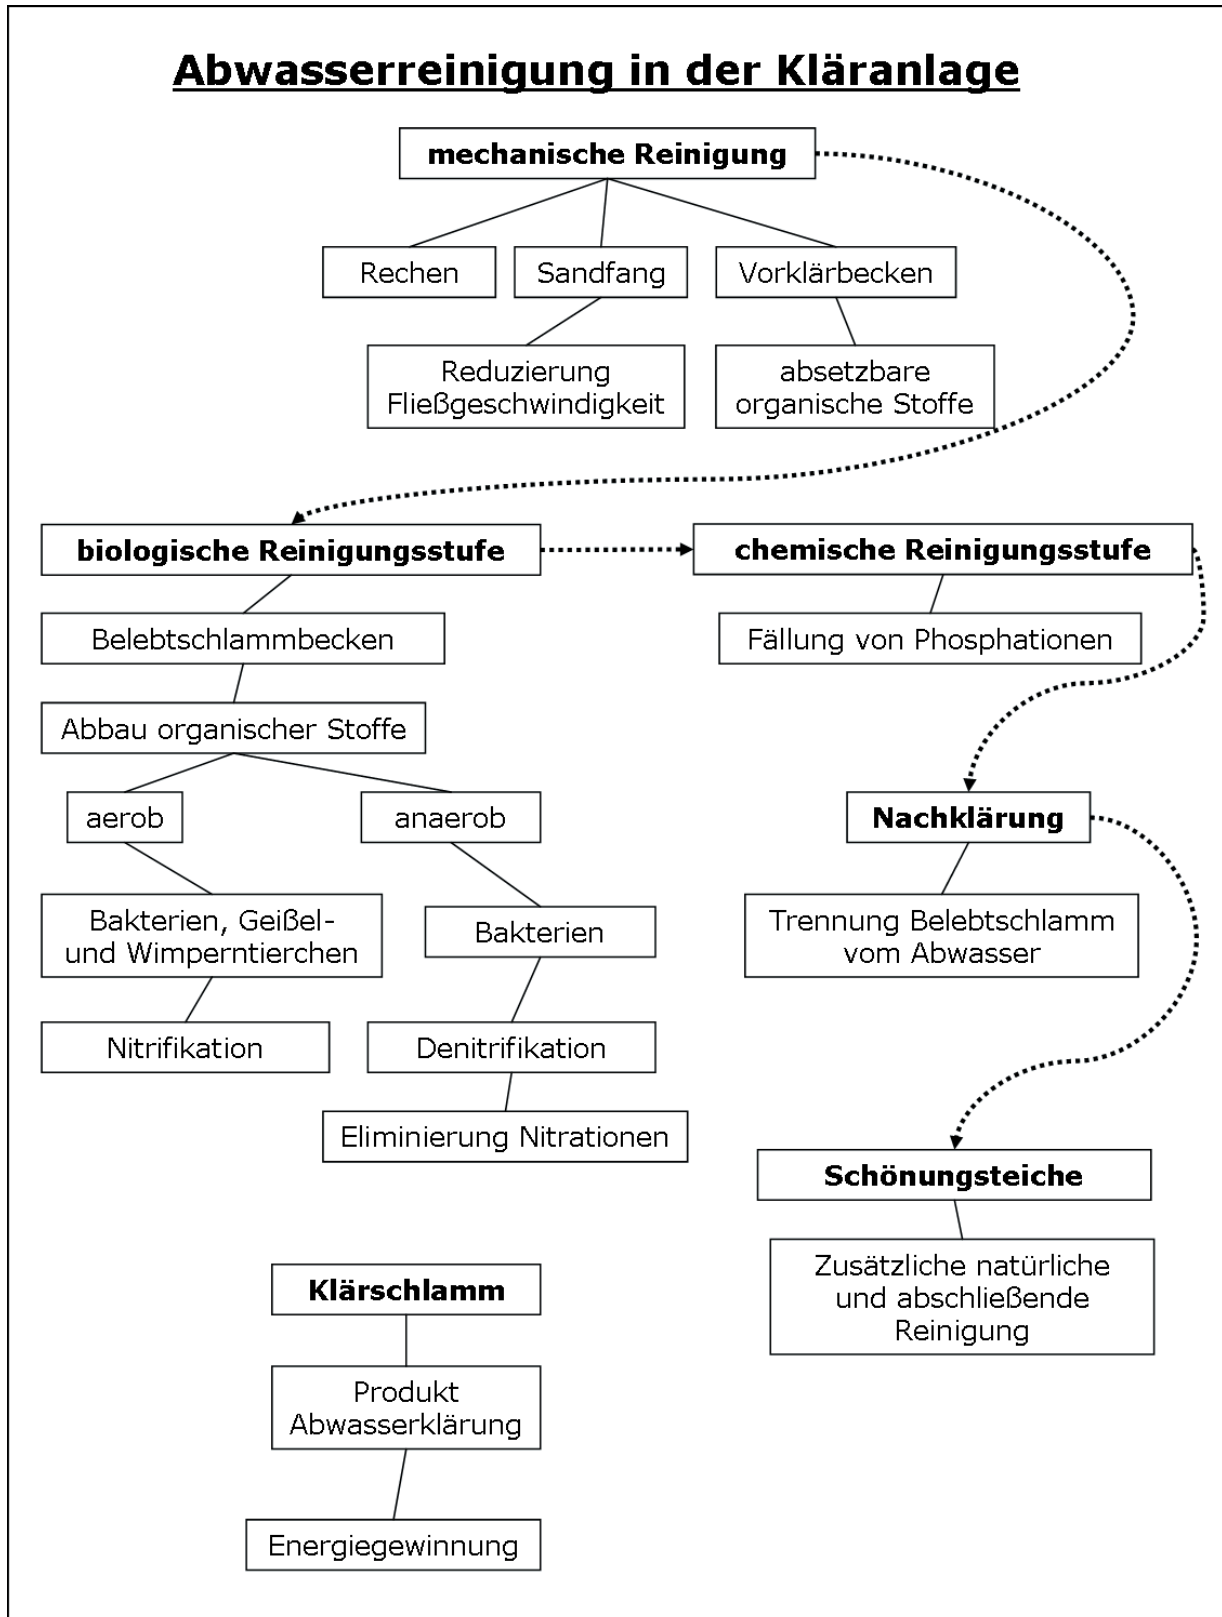 Abwasserreinigung in der Kläranlage
mechanische Reinigung
Rechen
Sandfang
Vorklärbecken
Reduzierung
Fließgeschwindigkeit
absetzbare
organische Stoffe
biologische Reinigungsstufe
chemische Reinigungsstufe
Belebtschlammbecken
Fällung von Phosphationen
Abbau organischer Stoffe
aerob
anaerob
Nachklärung
Bakterien, Geißel-
und Wimperntierchen
Bakterien
Trennung Belebtschlamm
vom Abwasser
Nitrifikation
Denitrifikation
Eliminierung Nitrationen
Schönungsteiche
Zusätzliche natürliche
und abschließende
Reinigung
Klärschlamm
Produkt
Abwasserklärung
Energiegewinnung